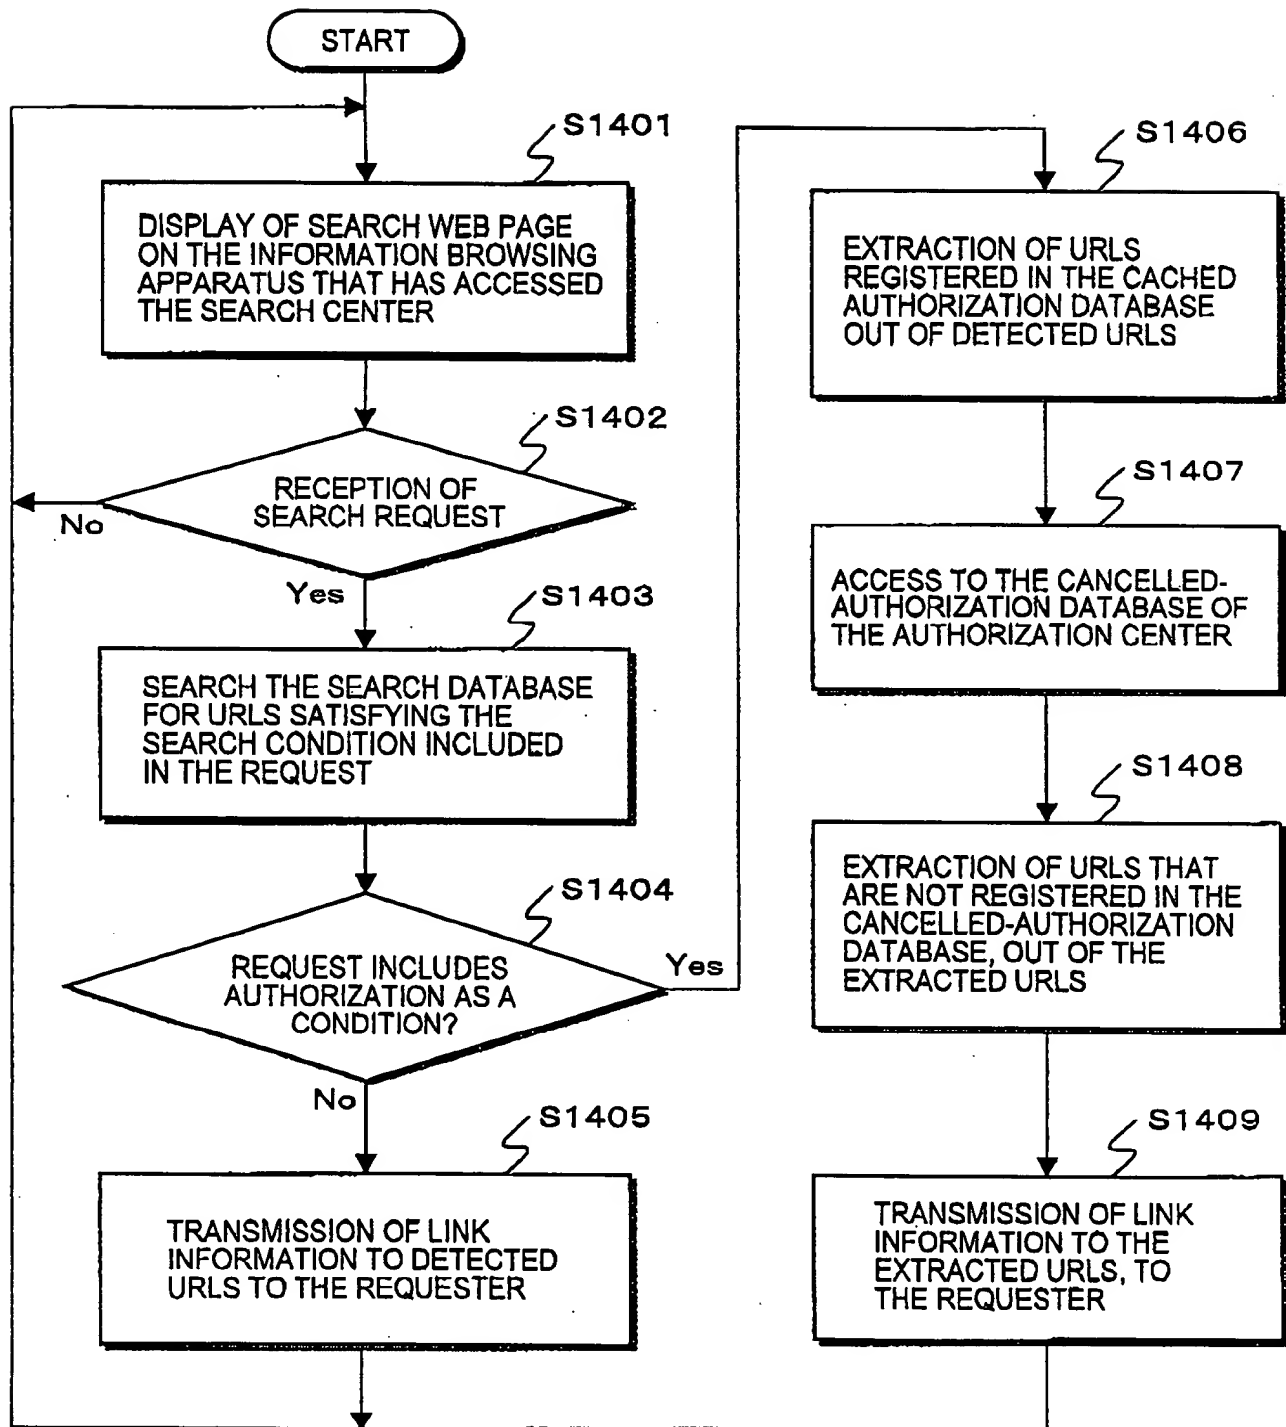 START
S1401
DISPLAY OF SEARCH WEB PAGE
ON THE INFORMATION BROWSING
APPARATUS THAT HAS ACCESSED
THE SEARCH CENTER
S1402
RECEPTION OF
SEARCH REQUEST
No
Yes
S1403
SEARCH THE SEARCH DATABASE
FOR URLS SATISFYING THE
SEARCH CONDITION INCLUDED
IN THE REQUEST
S1404
REQUEST INCLUDES
AUTHORIZATION AS A
CONDITION?
Yes
No
S1405
TRANSMISSION OF LINK
INFORMATION TO DETECTED
URLS TO THE REQUESTER
S1406
EXTRACTION OF URLS
REGISTERED IN THE CACHED
AUTHORIZATION DATABASE
OUT OF DETECTED URLS
S1407
ACCESS TO THE CANCELLED-
AUTHORIZATION DATABASE OF
THE AUTHORIZATION CENTER
S1408
EXTRACTION OF URLS THAT
ARE NOT REGISTERED IN THE
CANCELLED-AUTHORIZATION
DATABASE, OUT OF THE
EXTRACTED URLS
S1409
TRANSMISSION OF LINK
INFORMATION TO THE
EXTRACTED URLS, TO
THE REQUESTER